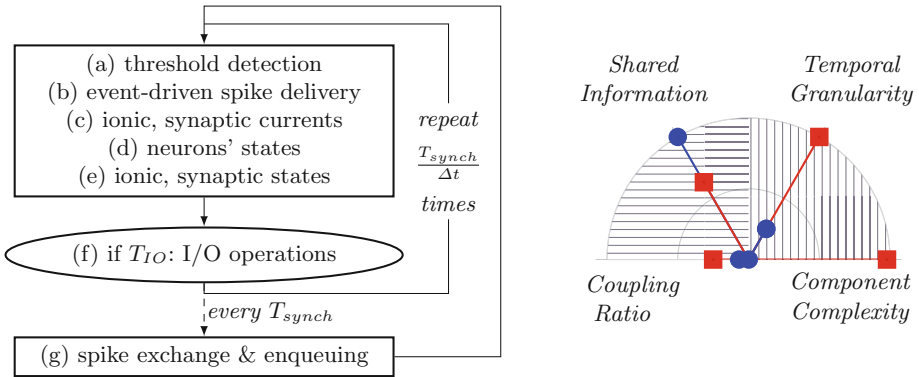 (a) threshold detection
(b) event-driven spike delivery
(c) ionic, synaptic currents
(d) neurons' states
(e) ionic, synaptic states
repeat
T_synch
Δt
times
(f) if T_IO: I/O operations
every T_synch
(g) spike exchange & enqueuing
Shared
Information
Temporal
Granularity
Coupling
Ratio
Component
Complexity